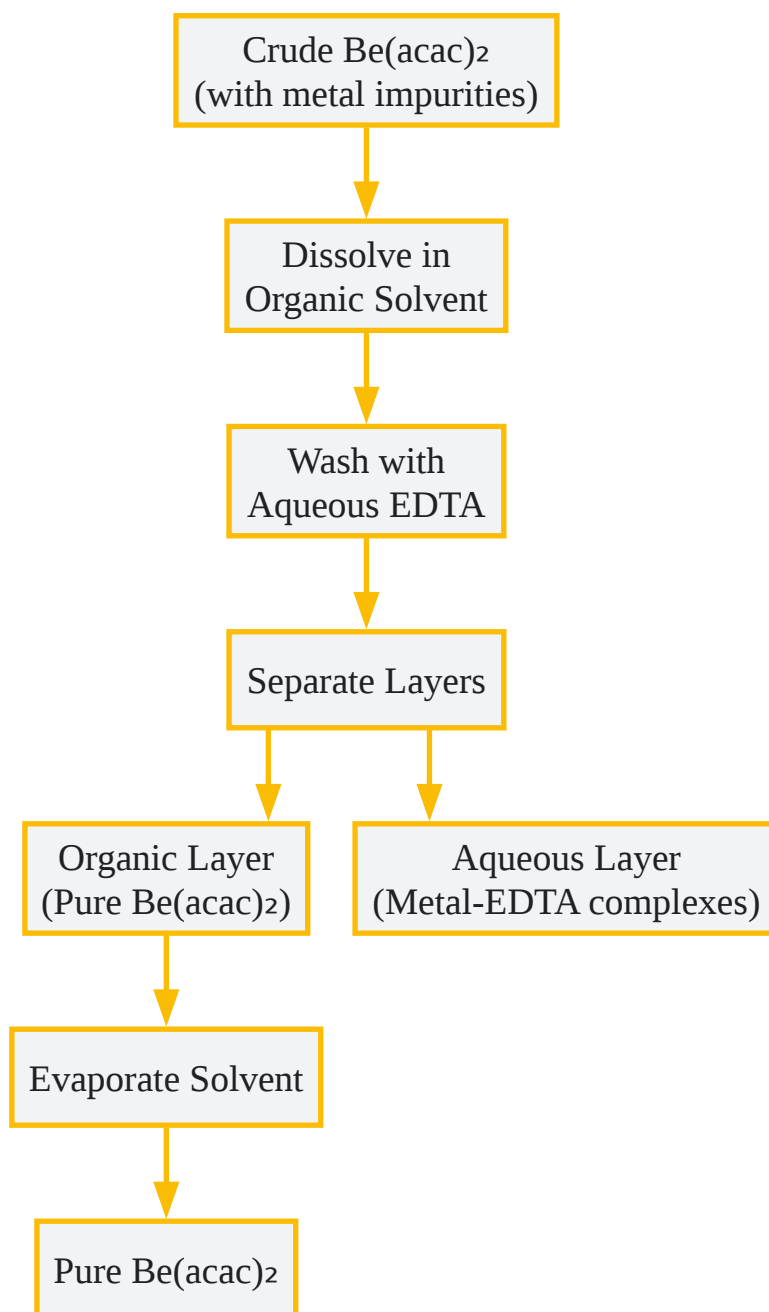 Crude Be(acac)₂
(with metal impurities)
Dissolve in
Organic Solvent
Wash with
Aqueous EDTA
Separate Layers
Organic Layer
(Pure Be(acac)₂)
Aqueous Layer
(Metal-EDTA complexes)
Evaporate Solvent
Pure Be(acac)₂